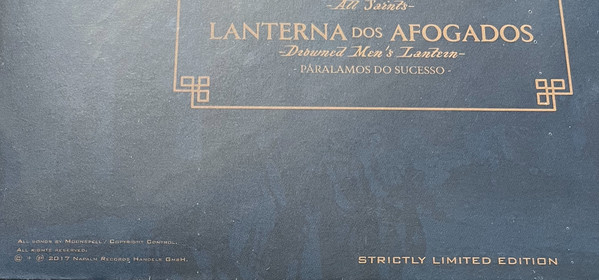 -All Saints-
LANTERNA DOS AFOGADOS
-Drowned Men's Lantern-
- PARALAMOS DO SUCESSO -
ALL SONGS BY MOONSPELL / COPYRIGHT CONTROL.
ALL RIGHTS RESERVED.
Ⓒ + Ⓟ 2017 NAPALM RECORDS HANDELS GMBH.
STRICTLY LIMITED EDITION